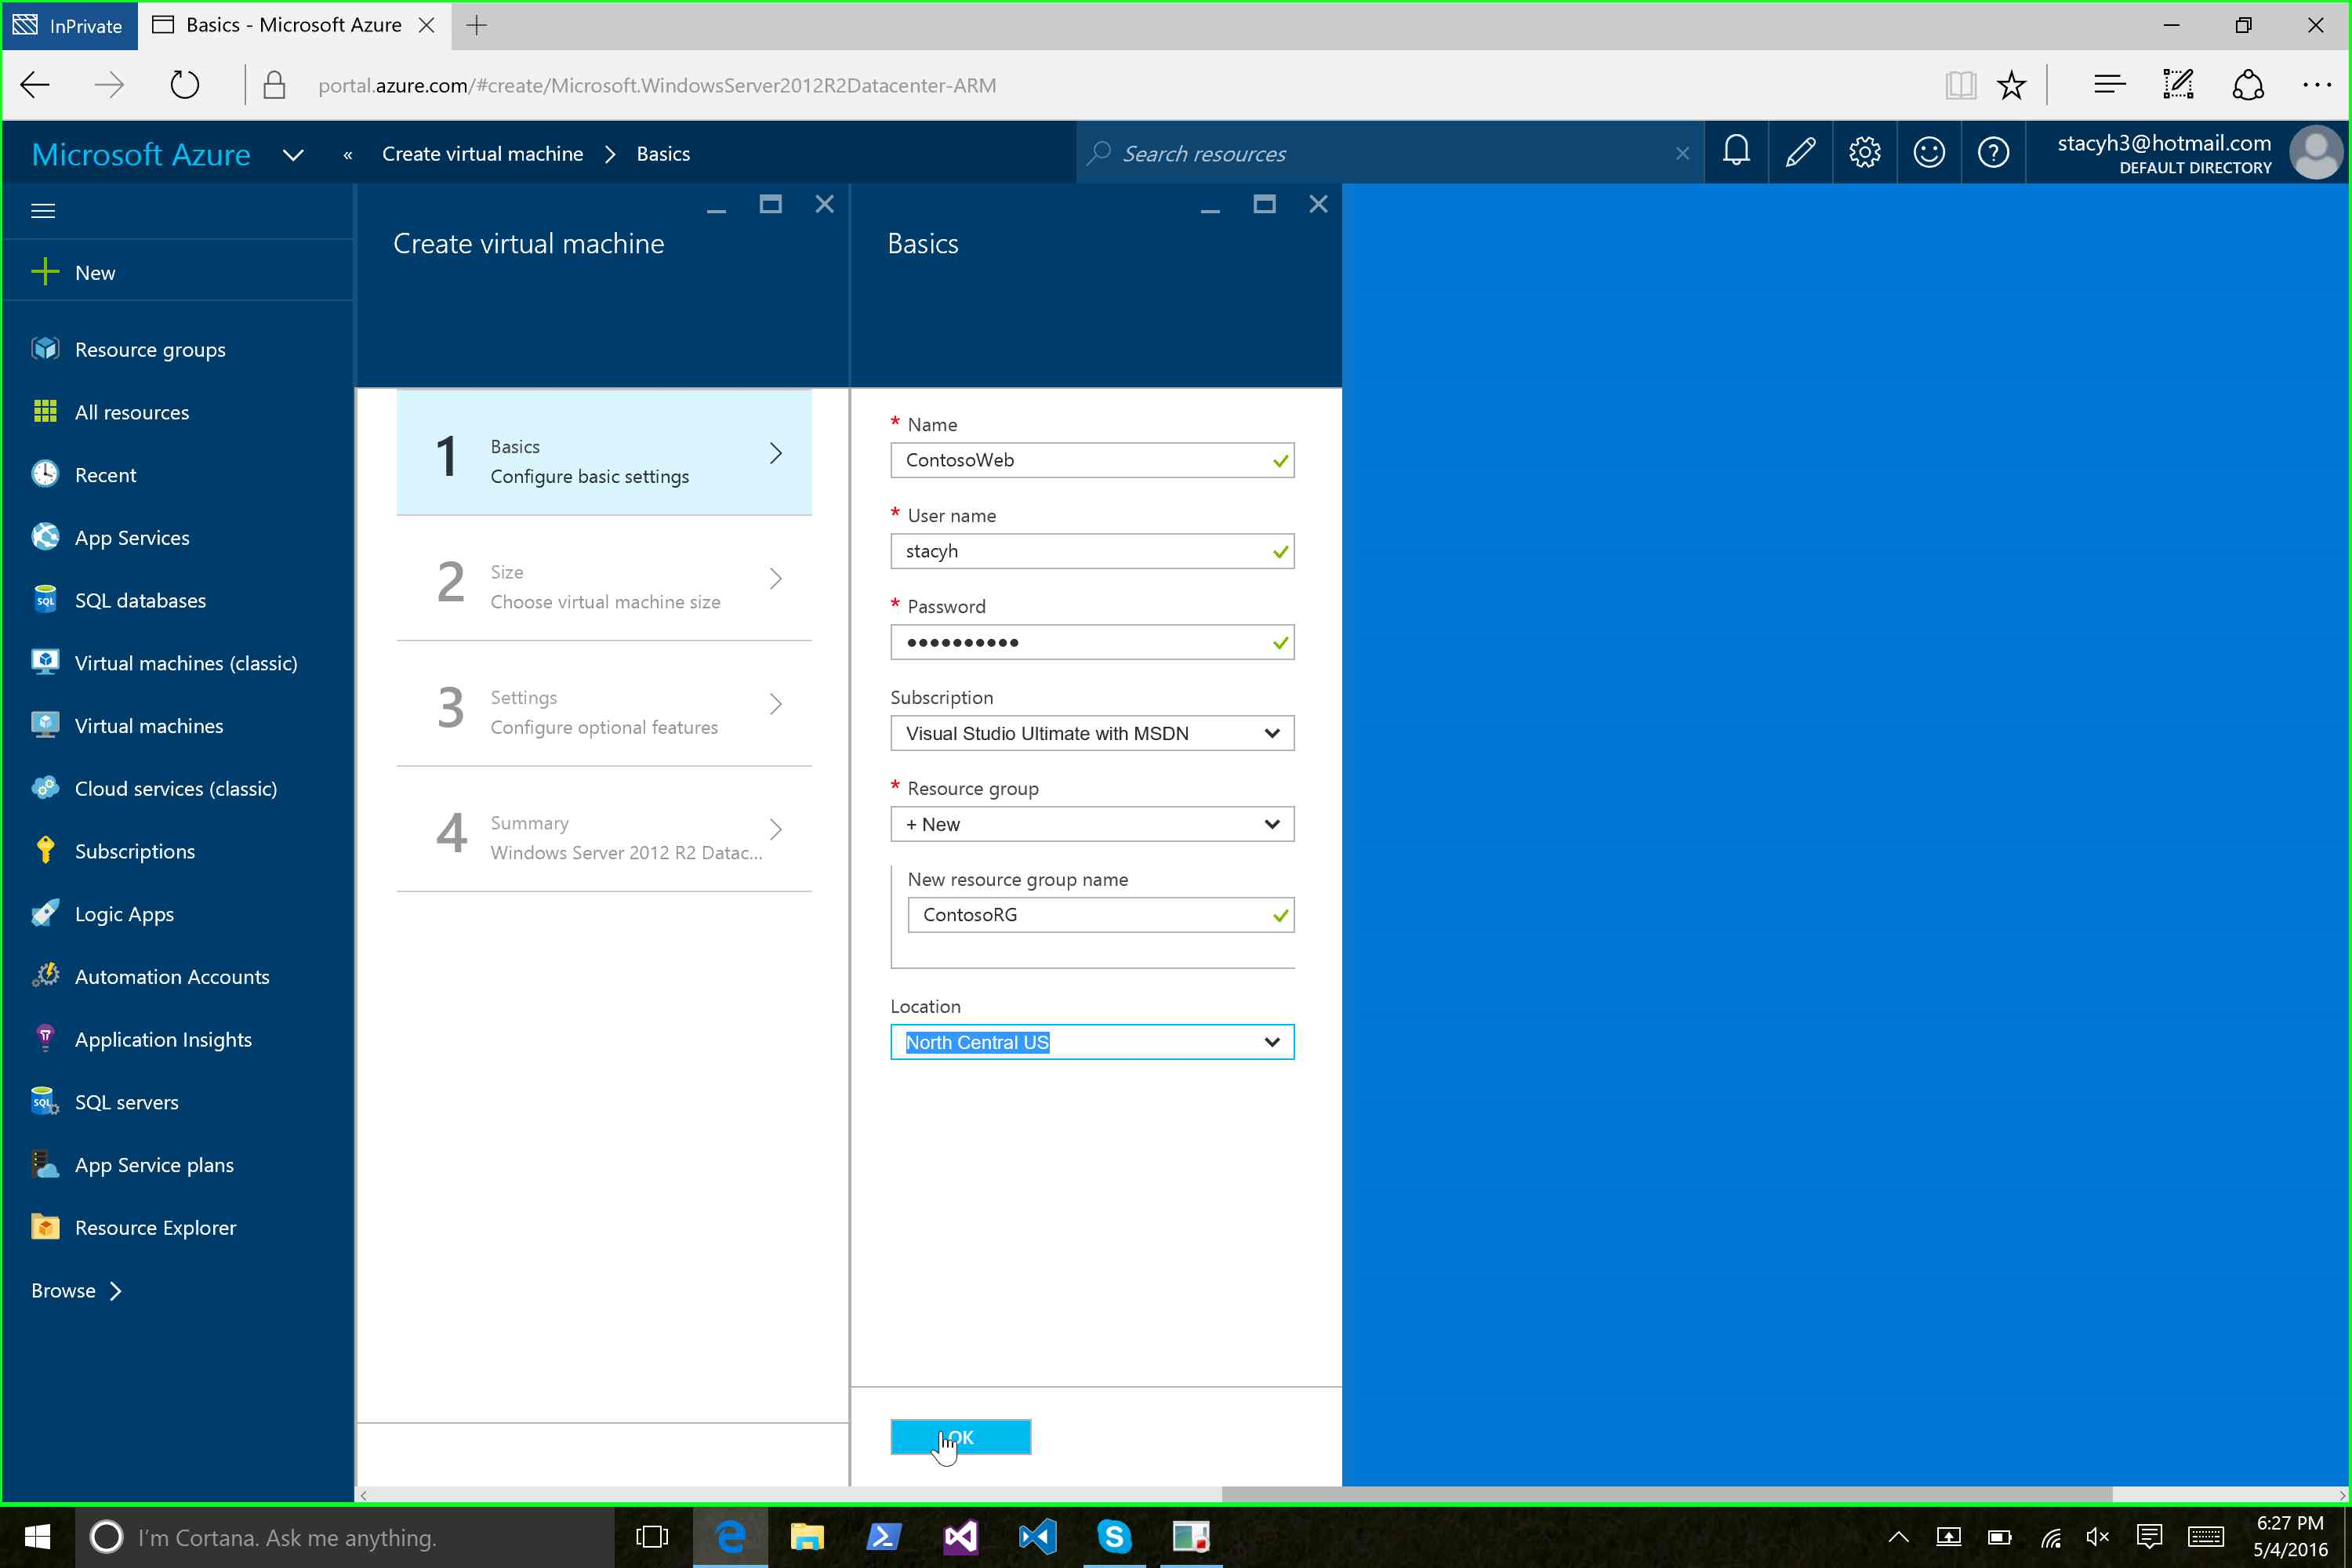 InPrivate
Basics - Microsoft Azure
portal.azure.com/#create/Microsoft.WindowsServer2012R2Datacenter-ARM
Microsoft Azure
«
Create virtual machine
Basics
Search resources
stacyh3@hotmail.com
DEFAULT DIRECTORY
New
Resource groups
All resources
Recent
App Services
SQL databases
Virtual machines (classic)
Virtual machines
Cloud services (classic)
Subscriptions
Logic Apps
Automation Accounts
Application Insights
SQL servers
App Service plans
Resource Explorer
Browse
Create virtual machine
1
Basics
Configure basic settings
2
Size
Choose virtual machine size
3
Settings
Configure optional features
4
Summary
Windows Server 2012 R2 Datac...
Basics
* Name
ContosoWeb
* User name
stacyh
* Password
••••••••••
Subscription
Visual Studio Ultimate with MSDN
* Resource group
+ New
New resource group name
ContosoRG
Location
North Central US
OK
I'm Cortana. Ask me anything.
6:27 PM
5/4/2016